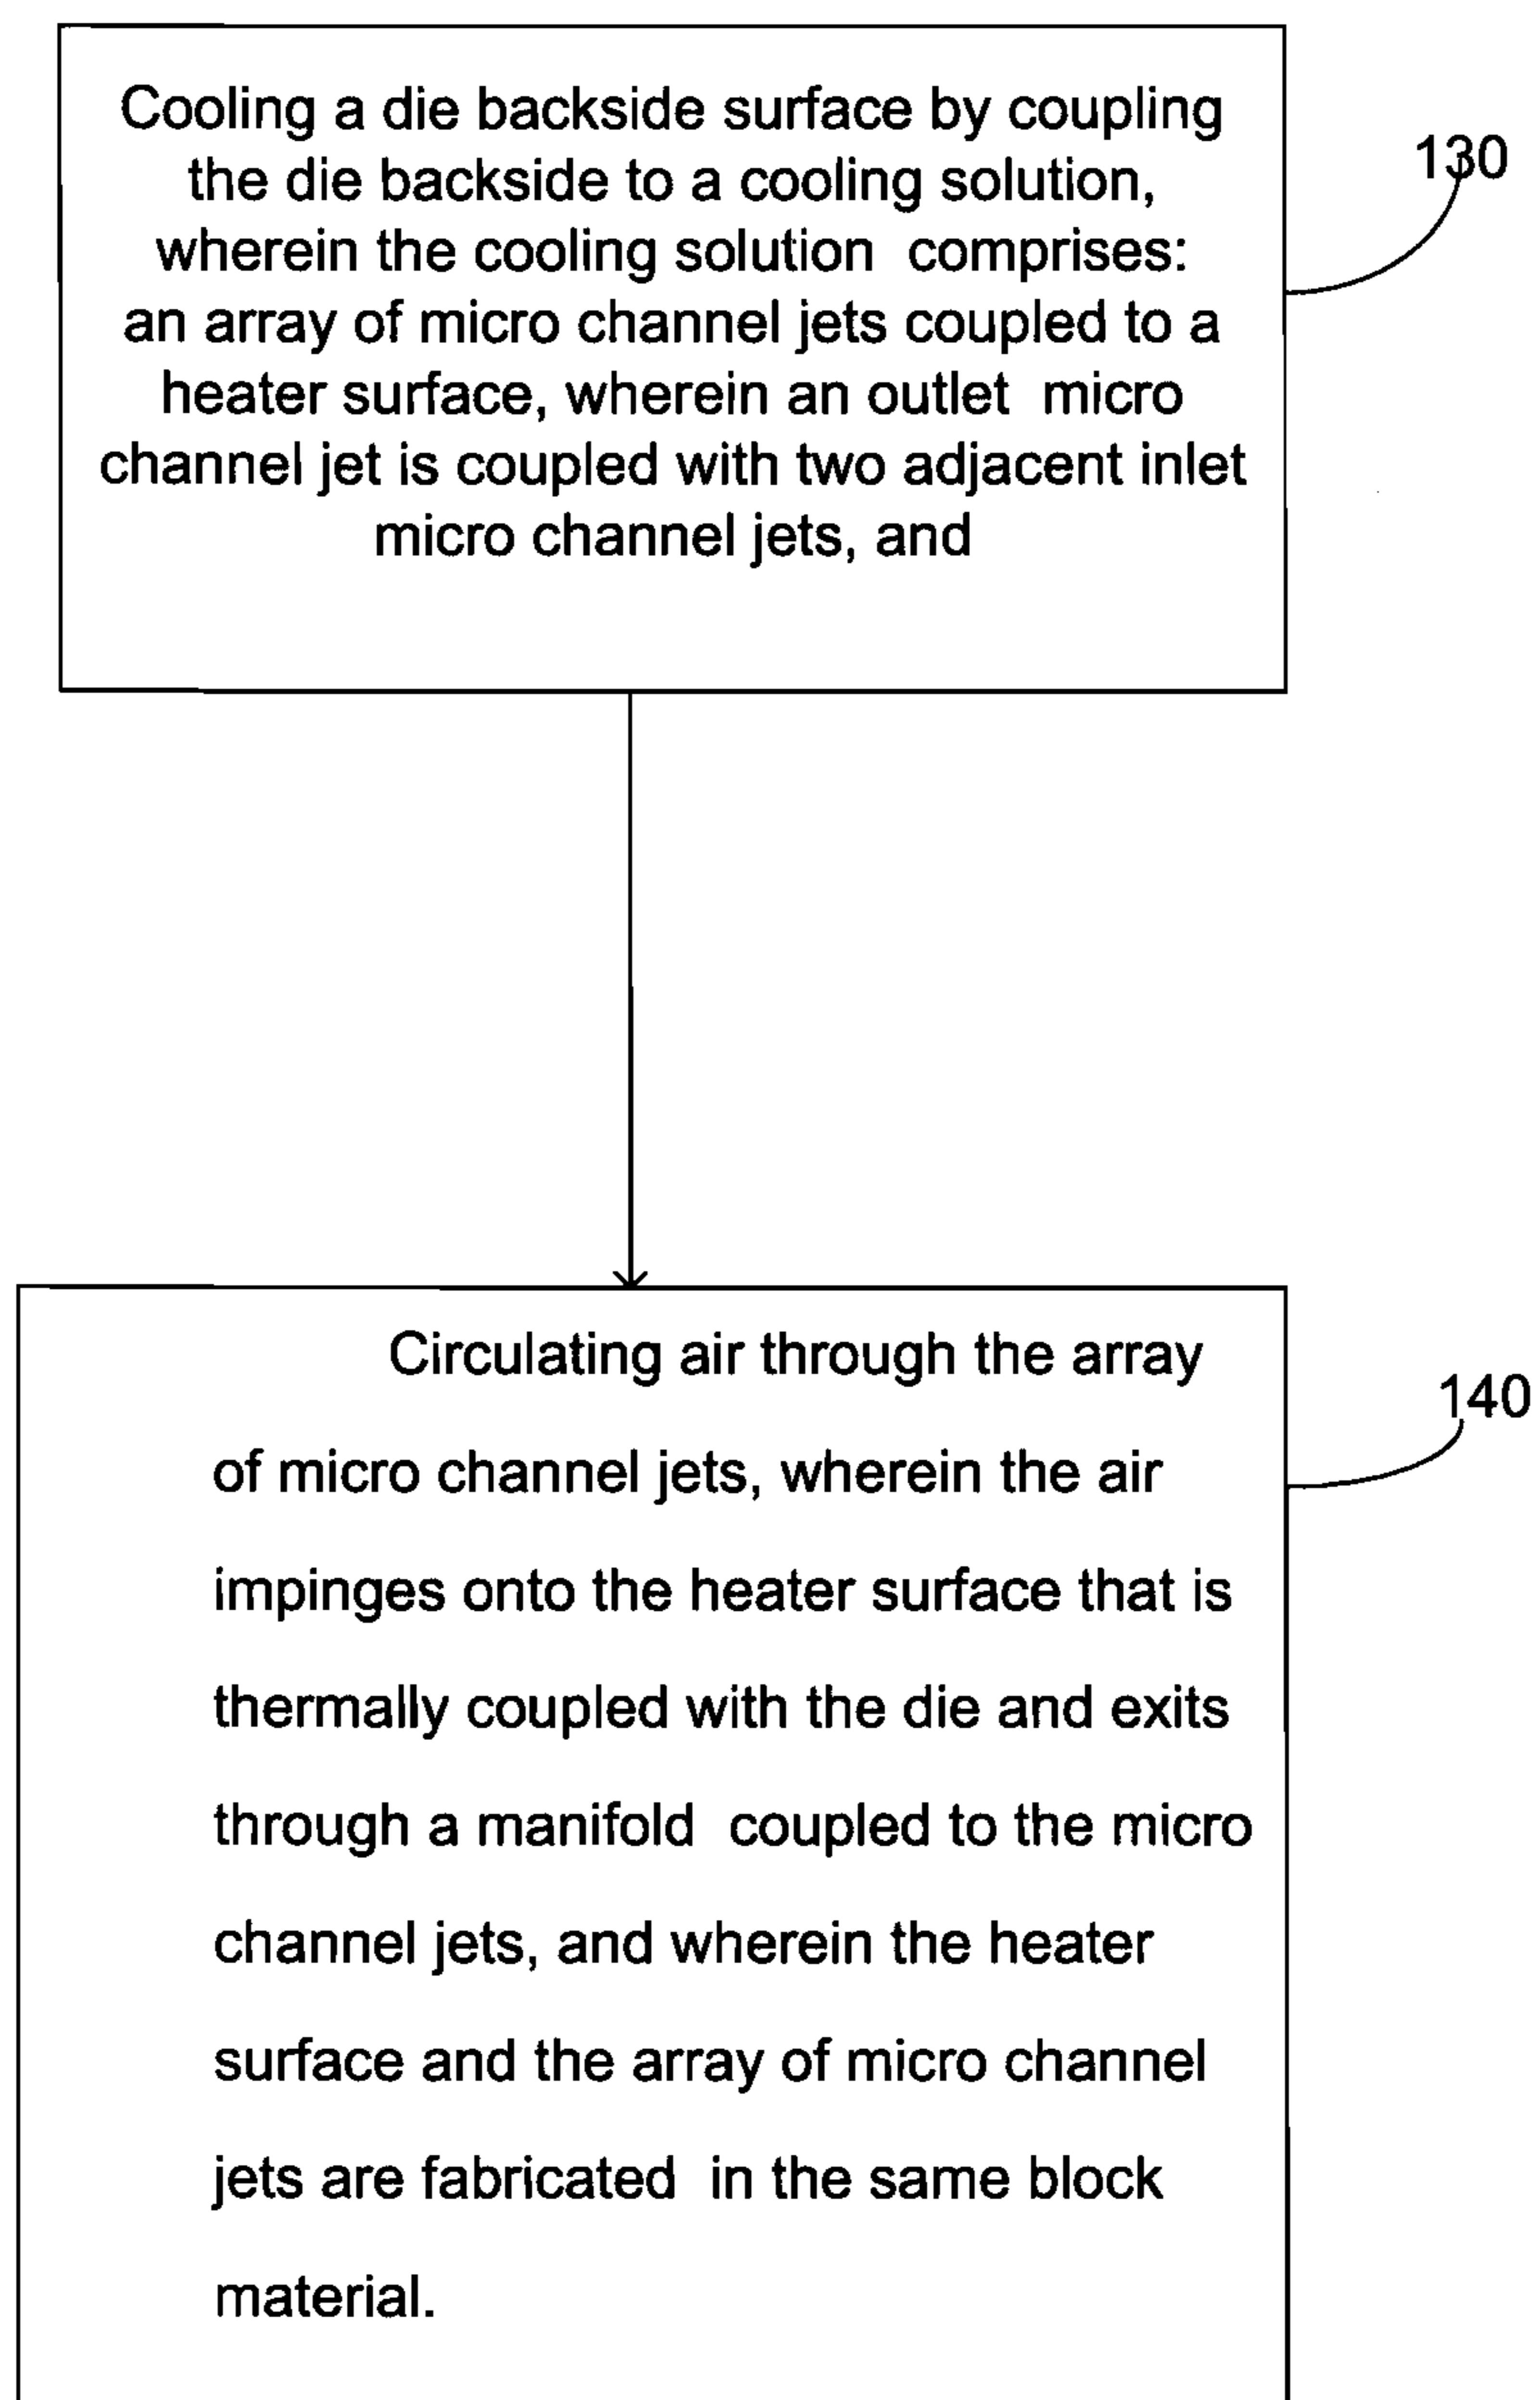 Cooling a die backside surface by coupling
the die backside to a cooling solution,
wherein the cooling solution comprises:
an array of micro channel jets coupled to a
heater surface, wherein an outlet micro
channel jet is coupled with two adjacent inlet
micro channel jets, and
130
Circulating air through the array
of micro channel jets, wherein the air
impinges onto the heater surface that is
thermally coupled with the die and exits
through a manifold coupled to the micro
channel jets, and wherein the heater
surface and the array of micro channel
jets are fabricated in the same block
material.
140